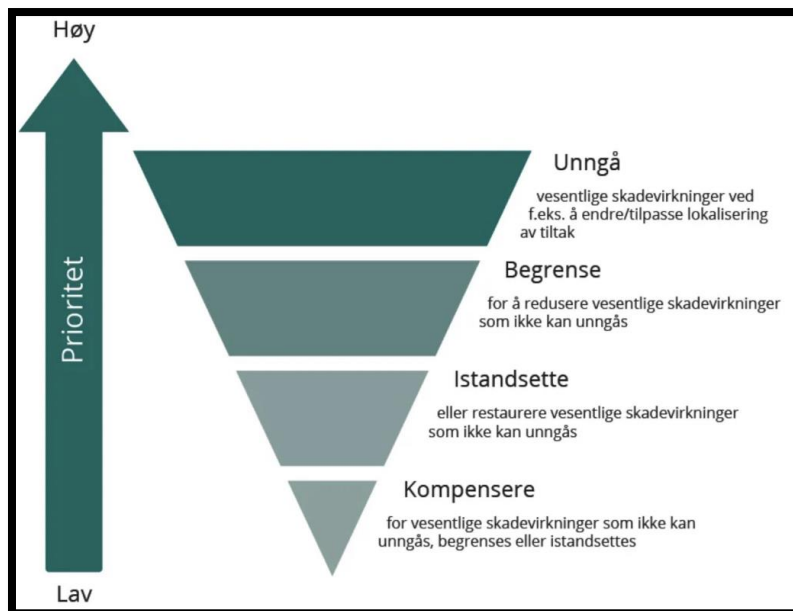 Høy
Prioritet
Lav
Unngå
vesentlige skadevirkninger ved
f.eks. å endre/tilpasse lokalisering
av tiltak
Begrense
for å redusere vesentlige skadevirkninger
som ikke kan unngås
Istandsette
eller restaurere vesentlige skadevirkninger
som ikke kan unngås
Kompensere
for vesentlige skadevirkninger som ikke kan
unngås, begrenses eller istandsettes